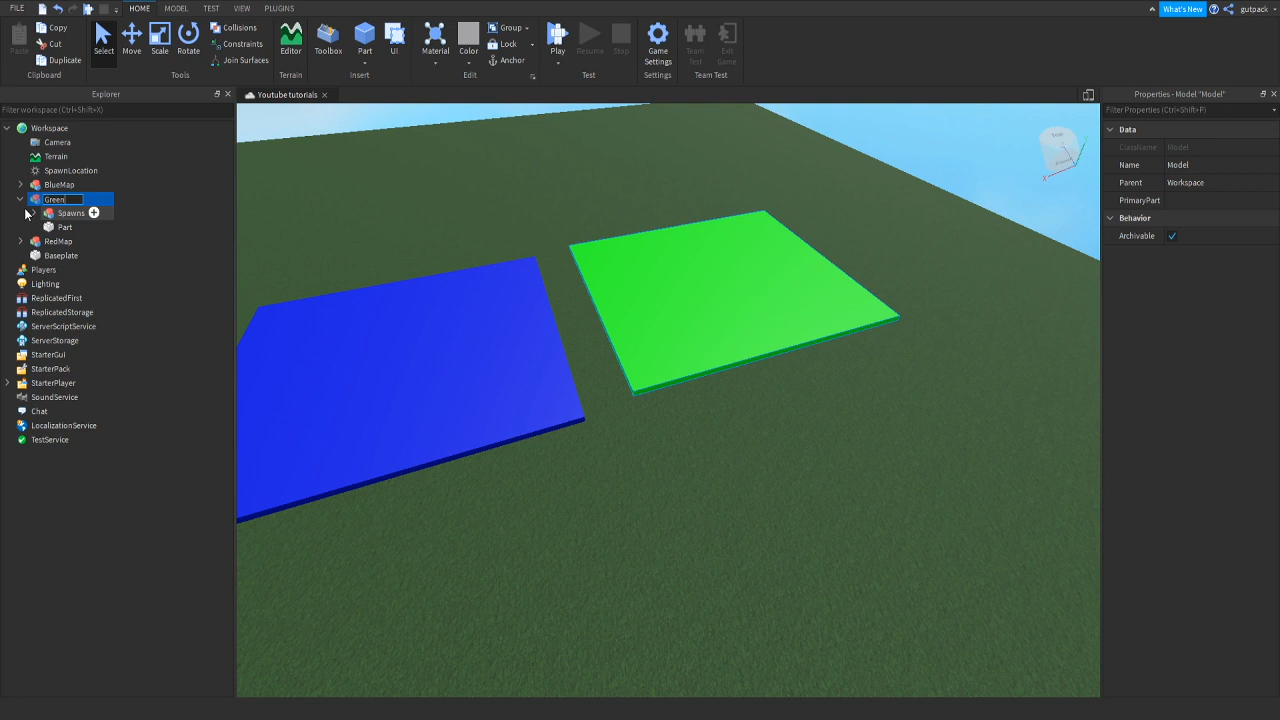 FILE HOME MODEL TEST VIEW PLUGINS What's New gutpack
Paste Copy Cut Duplicate Clipboard
Select Move Scale Rotate Collisions Constraints Join Surfaces Tools
Editor Terrain
Toolbox Part UI Insert
Material Color Group Lock Anchor Edit
Play Resume Stop Test
Game Settings Settings
Team Test Exit Game Team Test
Explorer
Filter workspace (Ctrl+Shift+X)
Workspace
Camera
Terrain
SpawnLocation
BlueMap
Green
Spawns
Part
RedMap
Baseplate
Players
Lighting
ReplicatedFirst
ReplicatedStorage
ServerScriptService
ServerStorage
StarterGui
StarterPack
StarterPlayer
SoundService
Chat
LocalizationService
TestService
Youtube tutorials
Properties - Model "Model"
Filter Properties (Ctrl+Shift+P)
Data
ClassName Model
Name Model
Parent Workspace
PrimaryPart
Behavior
Archivable
X